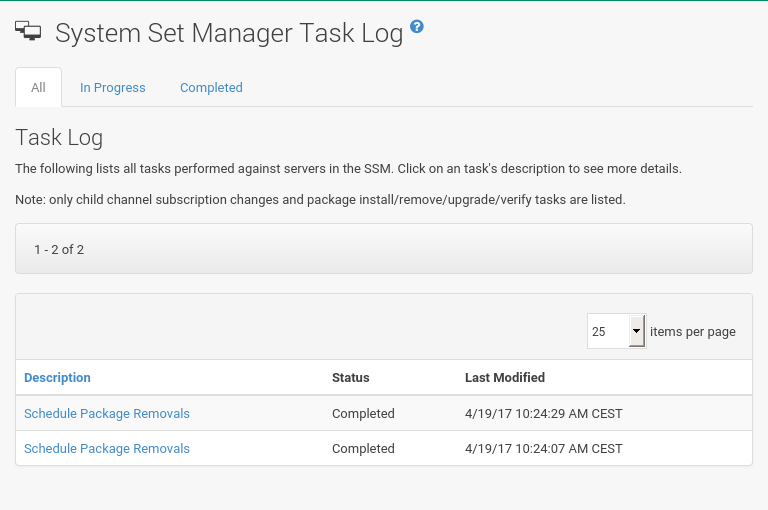 System Set Manager Task Log ?
All In Progress Completed
Task Log
The following lists all tasks performed against servers in the SSM. Click on an task's description to see more details.
Note: only child channel subscription changes and package install/remove/upgrade/verify tasks are listed.
1 - 2 of 2
25 items per page
Description Status Last Modified
Schedule Package Removals Completed 4/19/17 10:24:29 AM CEST
Schedule Package Removals Completed 4/19/17 10:24:07 AM CEST